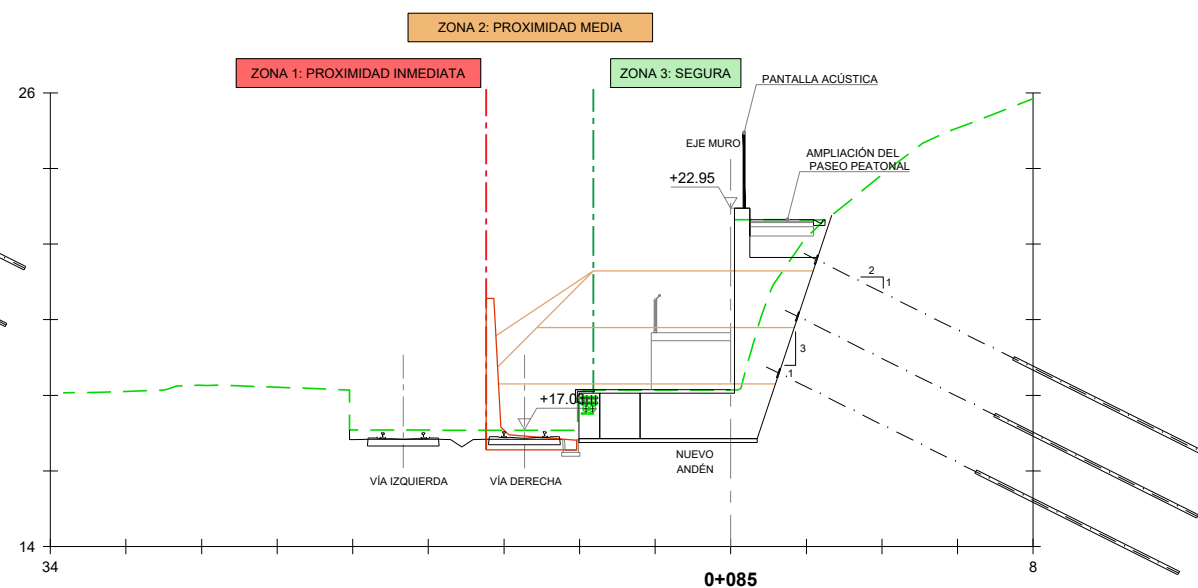 ZONA 2: PROXIMIDAD MEDIA
ZONA 1: PROXIMIDAD INMEDIATA
ZONA 3: SEGURA
PANTALLA ACÚSTICA
26
EJE MURO
AMPLIACIÓN DEL
PASEO PEATONAL
+22.95
2
1
3
1
+17.00
NUEVO
ANDÉN
VÍA IZQUIERDA
VÍA DERECHA
14
34
8
0+085